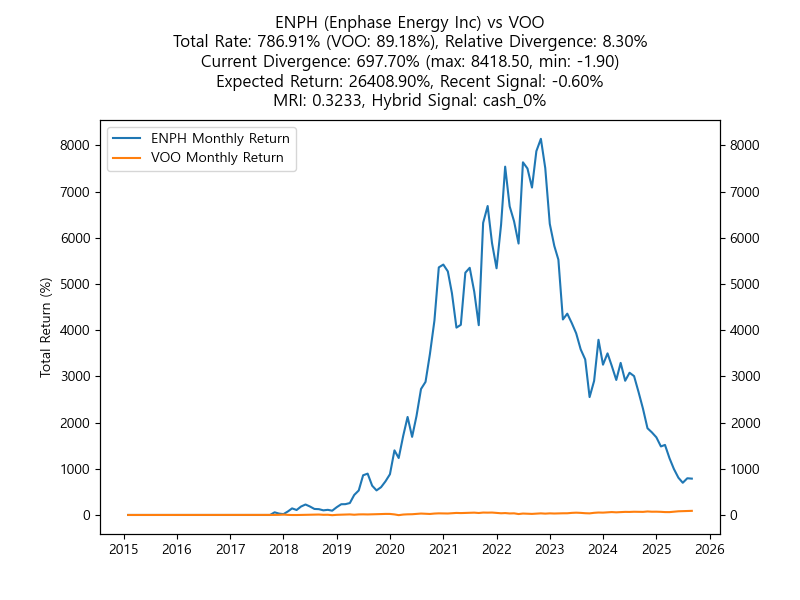 ENPH (Enphase Energy Inc) vs VOO
Total Rate: 786.91% (VOO: 89.18%), Relative Divergence: 8.30%
Current Divergence: 697.70% (max: 8418.50, min: -1.90)
Expected Return: 26408.90%, Recent Signal: -0.60%
MRI: 0.3233, Hybrid Signal: cash_0%
ENPH Monthly Return
VOO Monthly Return
Total Return (%)
8000
7000
6000
5000
4000
3000
2000
1000
0
8000
7000
6000
5000
4000
3000
2000
1000
0
2015 2016 2017 2018 2019 2020 2021 2022 2023 2024 2025 2026